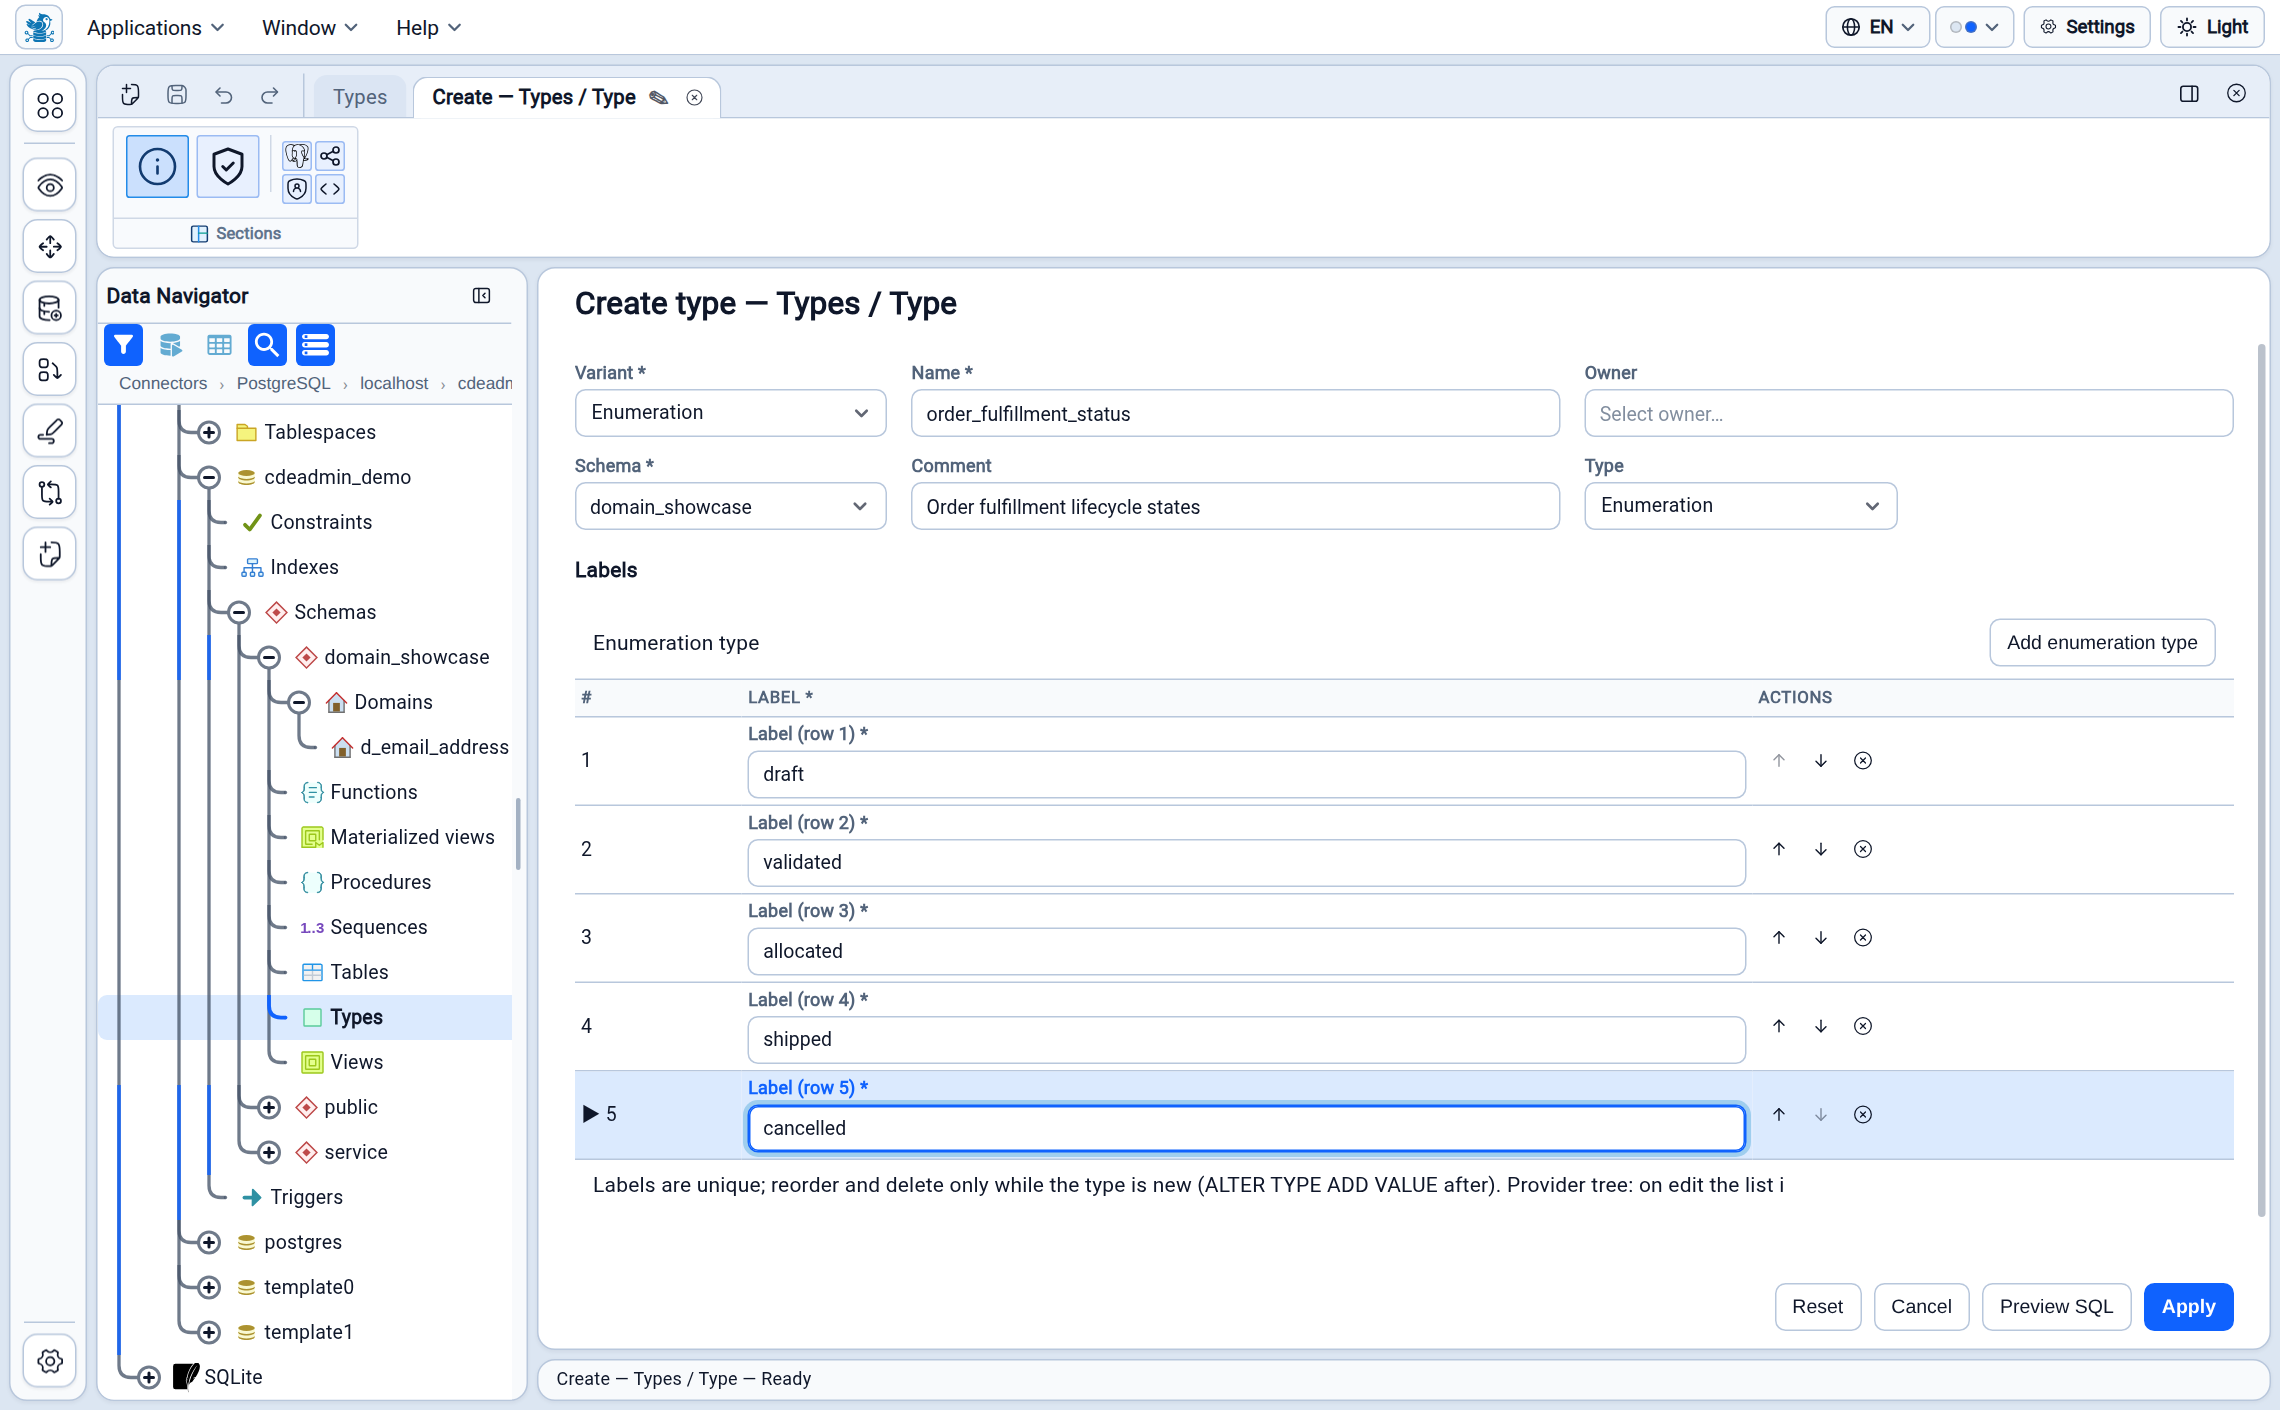 Applications
Window
Help
EN
Settings
Light
Types
Create — Types / Type
Sections
Data Navigator
Connectors › PostgreSQL › localhost › cdeadm
Tablespaces
cdeadmin_demo
Constraints
Indexes
Schemas
domain_showcase
Domains
d_email_address
Functions
Materialized views
Procedures
1..3 Sequences
Tables
Types
Views
public
service
Triggers
postgres
template0
template1
SQLite
Create type — Types / Type
Variant *
Name *
Owner
Enumeration
order_fulfillment_status
Select owner...
Schema *
Comment
Type
domain_showcase
Order fulfillment lifecycle states
Enumeration
Labels
Enumeration type
Add enumeration type
# LABEL * ACTIONS
Label (row 1) *
1 draft
Label (row 2) *
2 validated
Label (row 3) *
3 allocated
Label (row 4) *
4 shipped
Label (row 5) *
5 cancelled
Labels are unique; reorder and delete only while the type is new (ALTER TYPE ADD VALUE after). Provider tree: on edit the list i
Reset
Cancel
Preview SQL
Apply
Create — Types / Type — Ready